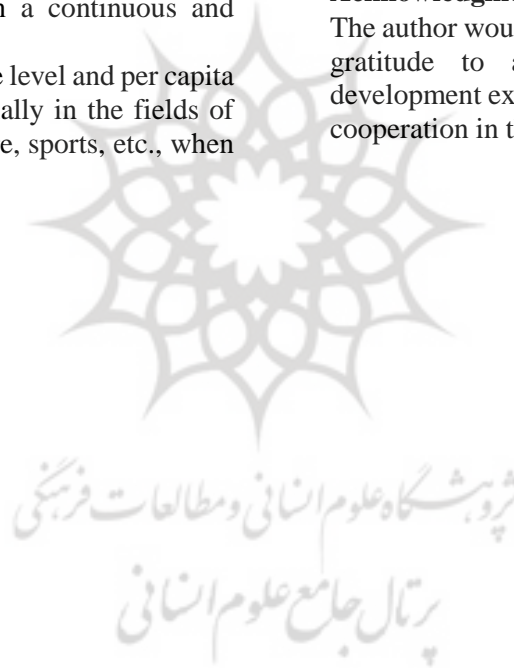 a continuous and
e level and per capita
ally in the fields of
e, sports, etc., when
The author wou
gratitude to a
development ex
cooperation in t
پژوهشگاه علوم انسانی و مطالعات فرهنگی
پرتال جامع علوم انسانی